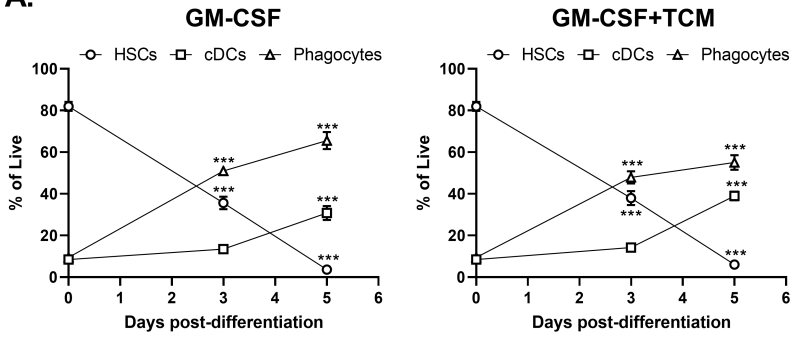 A.
GM-CSF
HSCs cDCs Phagocytes
100
80
60
40
20
0
% of Live
***
***
***
***
***
0 1 2 3 4 5 6
Days post-differentiation
GM-CSF+TCM
HSCs cDCs Phagocytes
100
80
60
40
20
0
% of Live
***
***
***
***
***
0 1 2 3 4 5 6
Days post-differentiation